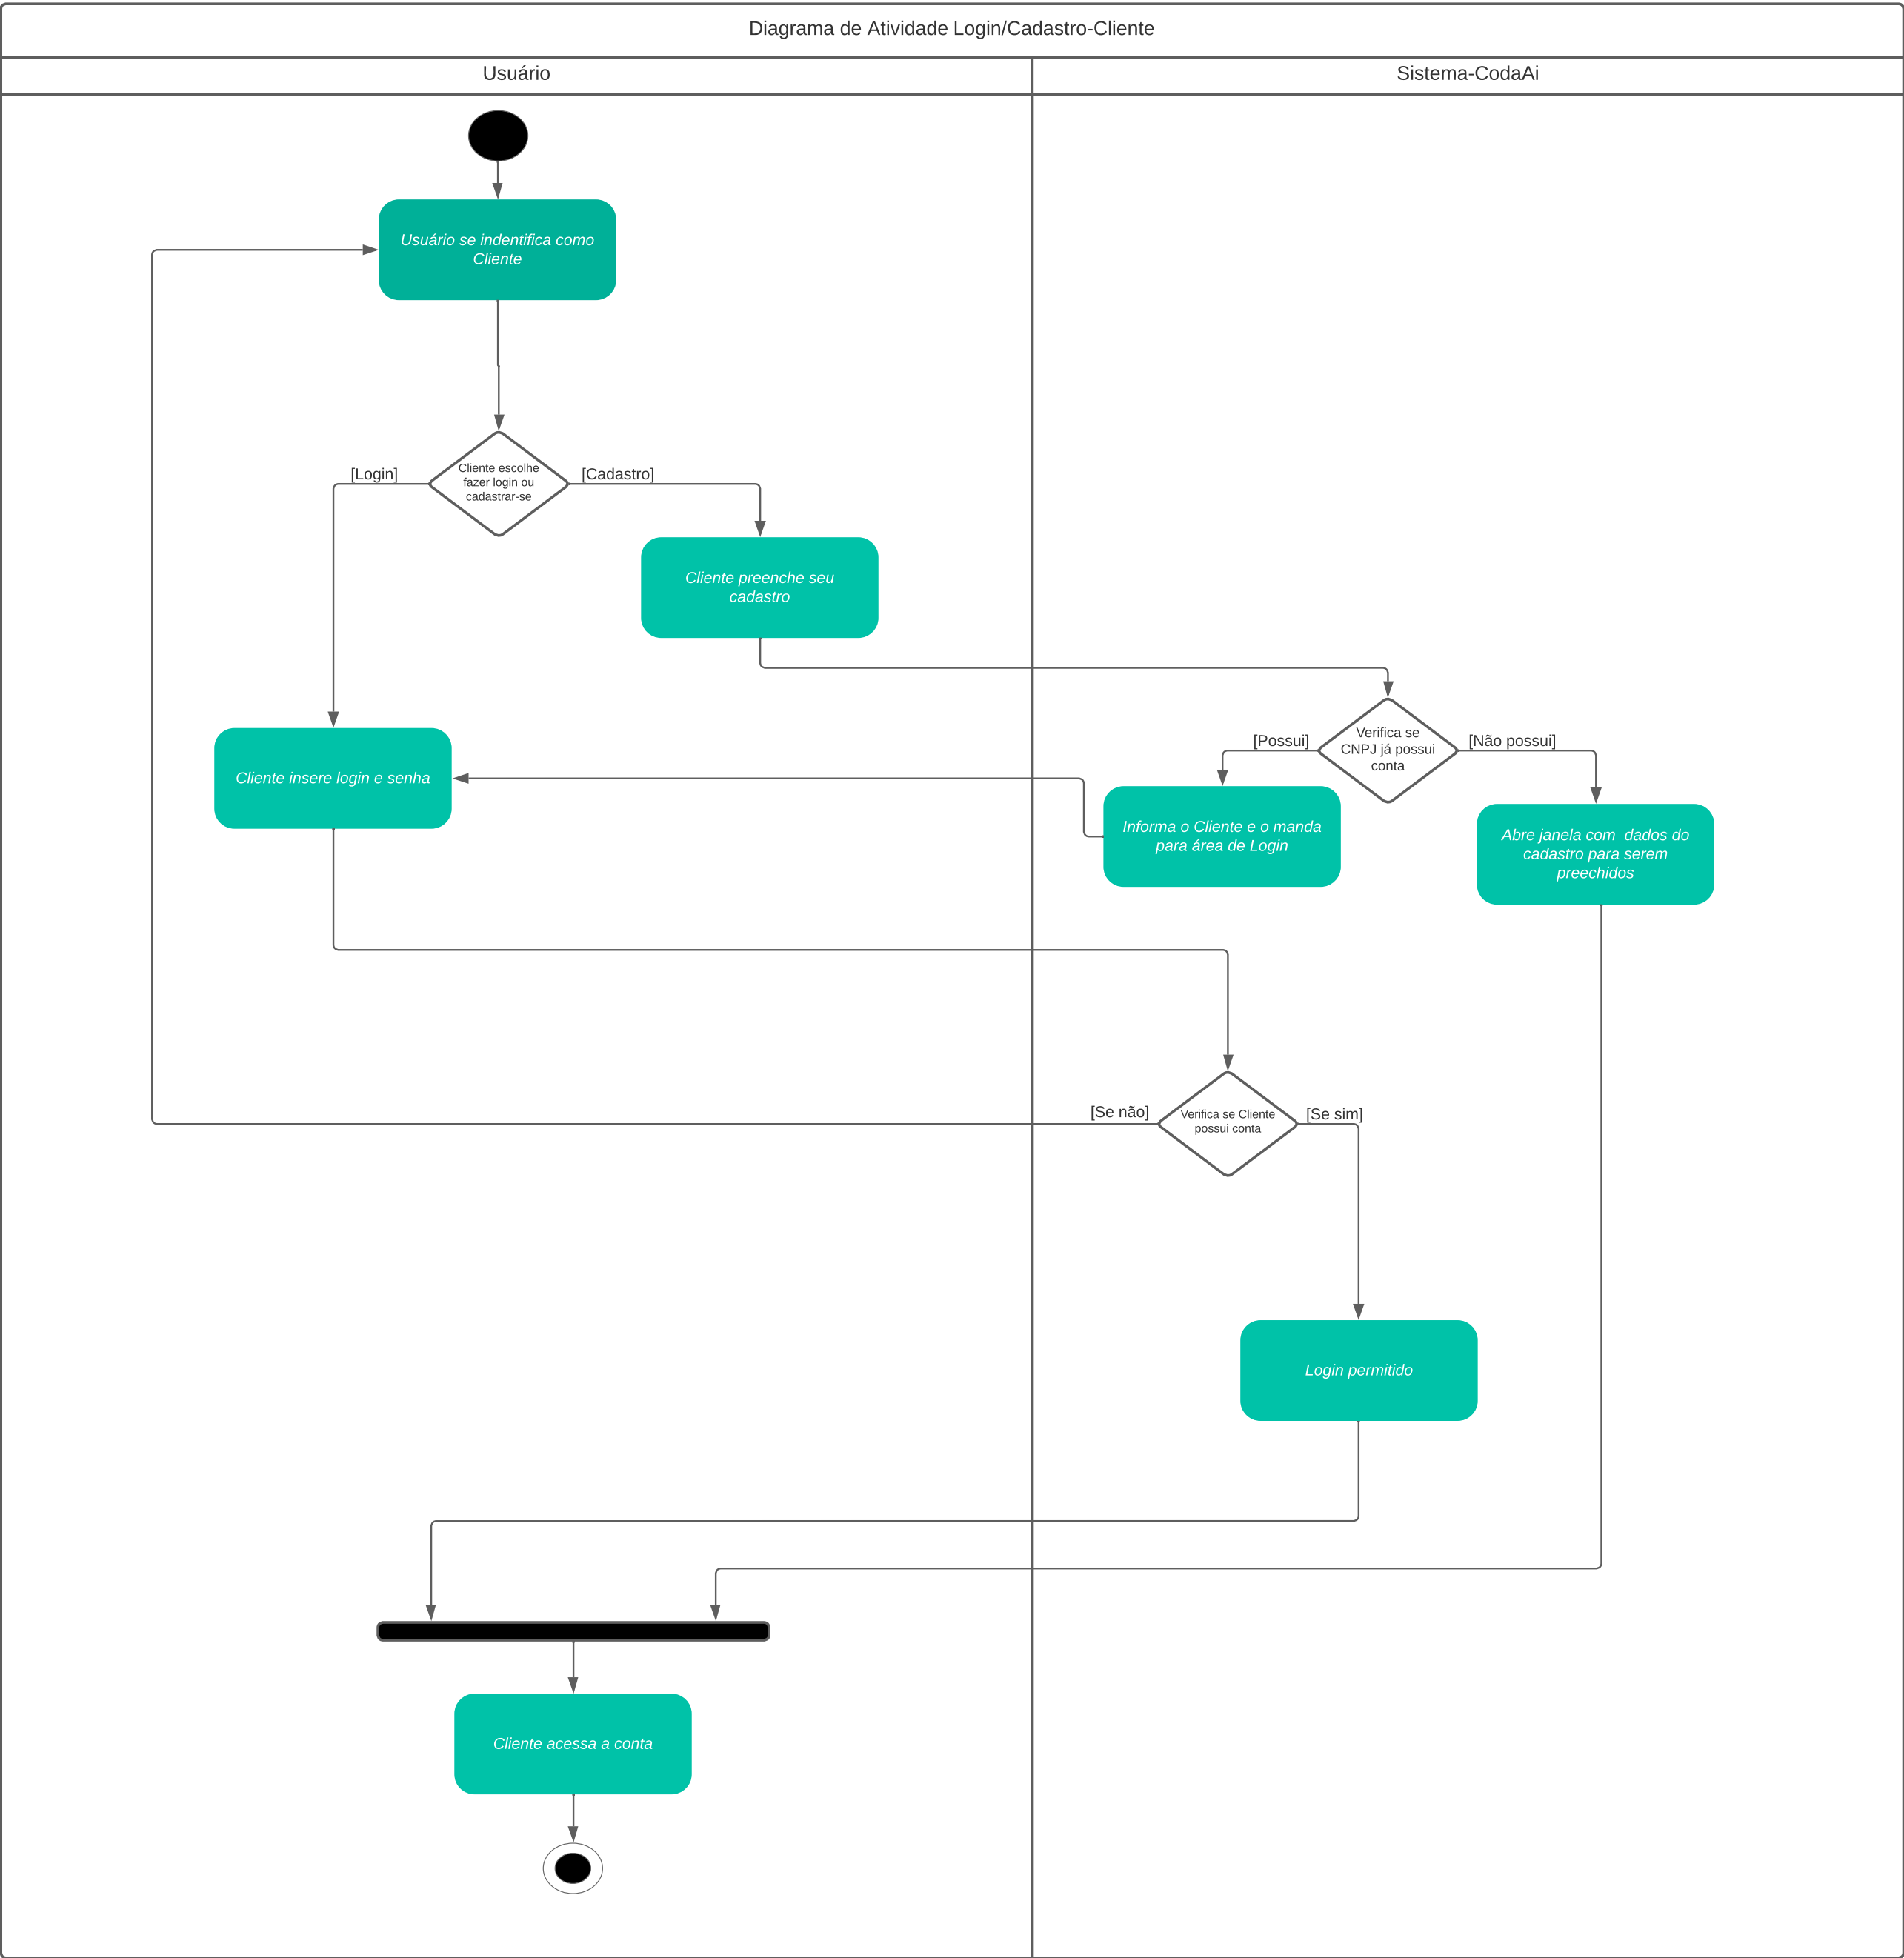 Diagrama de Atividade Login/Cadastro-Cliente
Usuário
Sistema-CodaAi
Usuário se indentifica como
Cliente
Cliente escolhe
fazer login ou
cadastrar-se
[Login]
[Cadastro]
Cliente preenche seu
cadastro
Verifica se
CNPJ já possui
conta
[Possui]
[Não possui]
Cliente insere login e senha
Informa o Cliente e o manda
para área de Login
Abre janela com  dados do
cadastro para serem
preechidos
[Se não]
Verifica se Cliente
possui conta
[Se sim]
Login permitido
Cliente acessa a conta